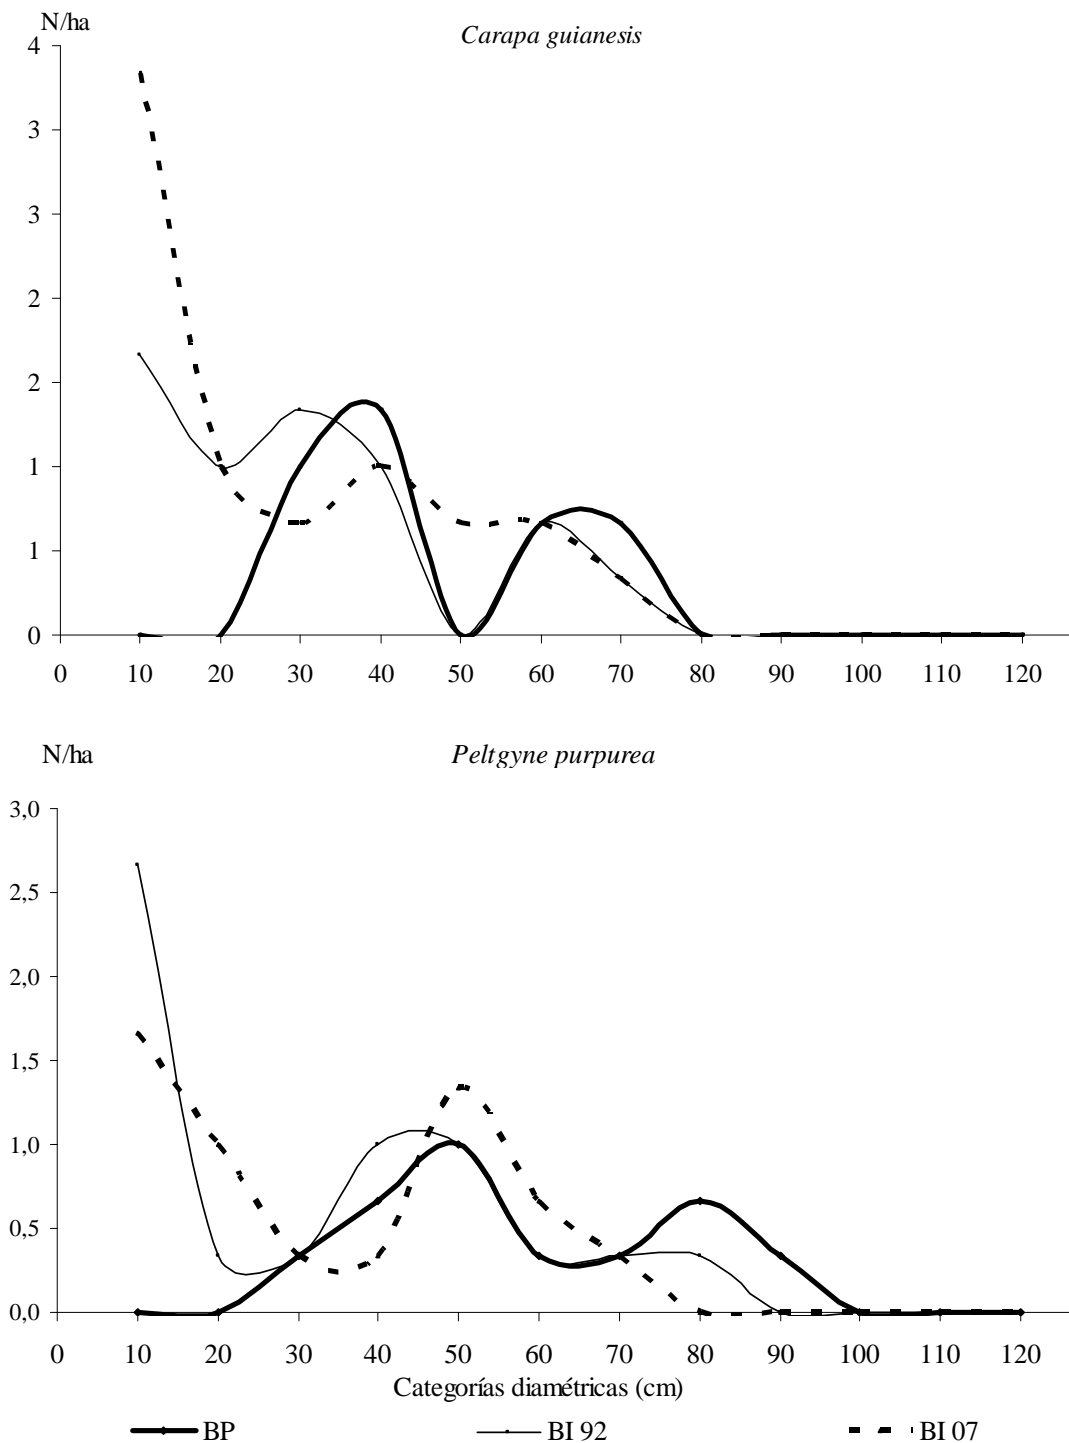 N/ha
Carapa guianesis
4
3
3
2
2
1
1
0
0 10 20 30 40 50 60 70 80 90 100 110 120
N/ha
Peltgyne purpurea
3,0
2,5
2,0
1,5
1,0
0,5
0,0
0 10 20 30 40 50 60 70 80 90 100 110 120
Categorías diamétricas (cm)
BP BI 92 BI 07